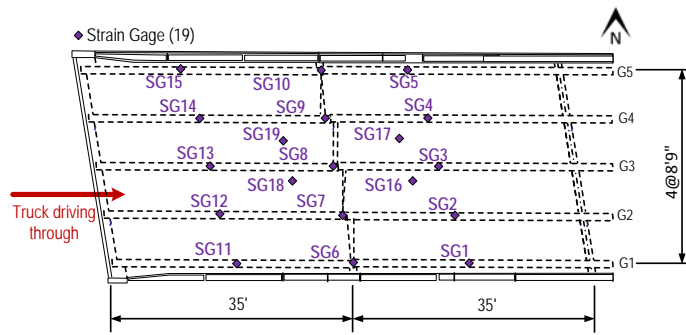 Strain Gage (19)
N
SG15
SG10
SG5
G5
SG14
SG9
SG4
G4
SG19
SG17
SG13
SG8
SG3
G3
SG18
SG16
Truck driving
through
SG12
SG7
SG2
G2
SG11
SG6
SG1
G1
4@8'9"
35'
35'